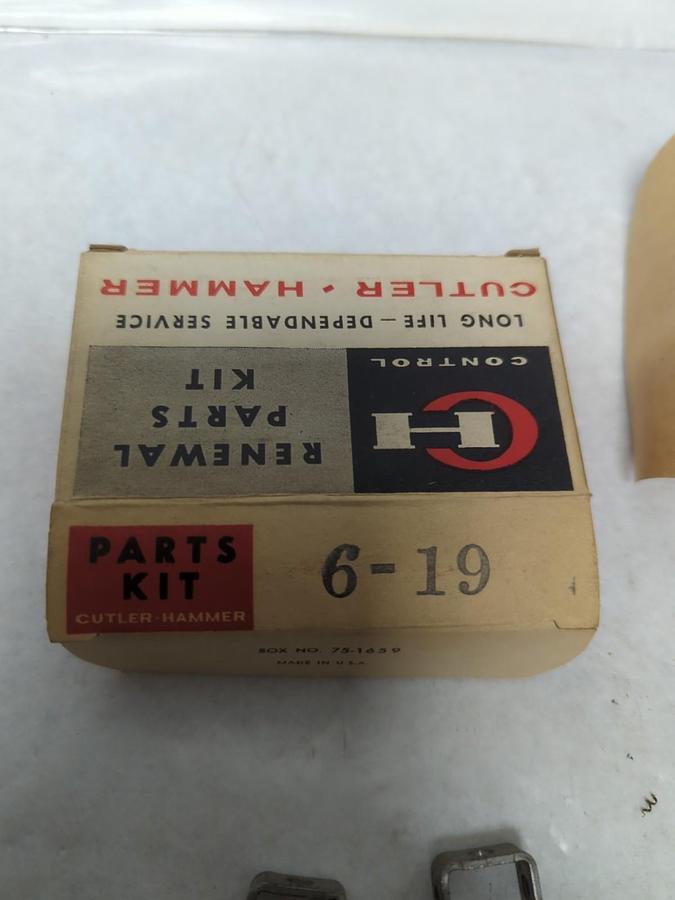 CUTLER • HAMMER
LONG LIFE — DEPENDABLE SERVICE
CH
CONTROL
RENEWAL
PARTS
KIT
PARTS
KIT
CUTLER-HAMMER
6-19
BOX NO. 75-1659
MADE IN U.S.A.